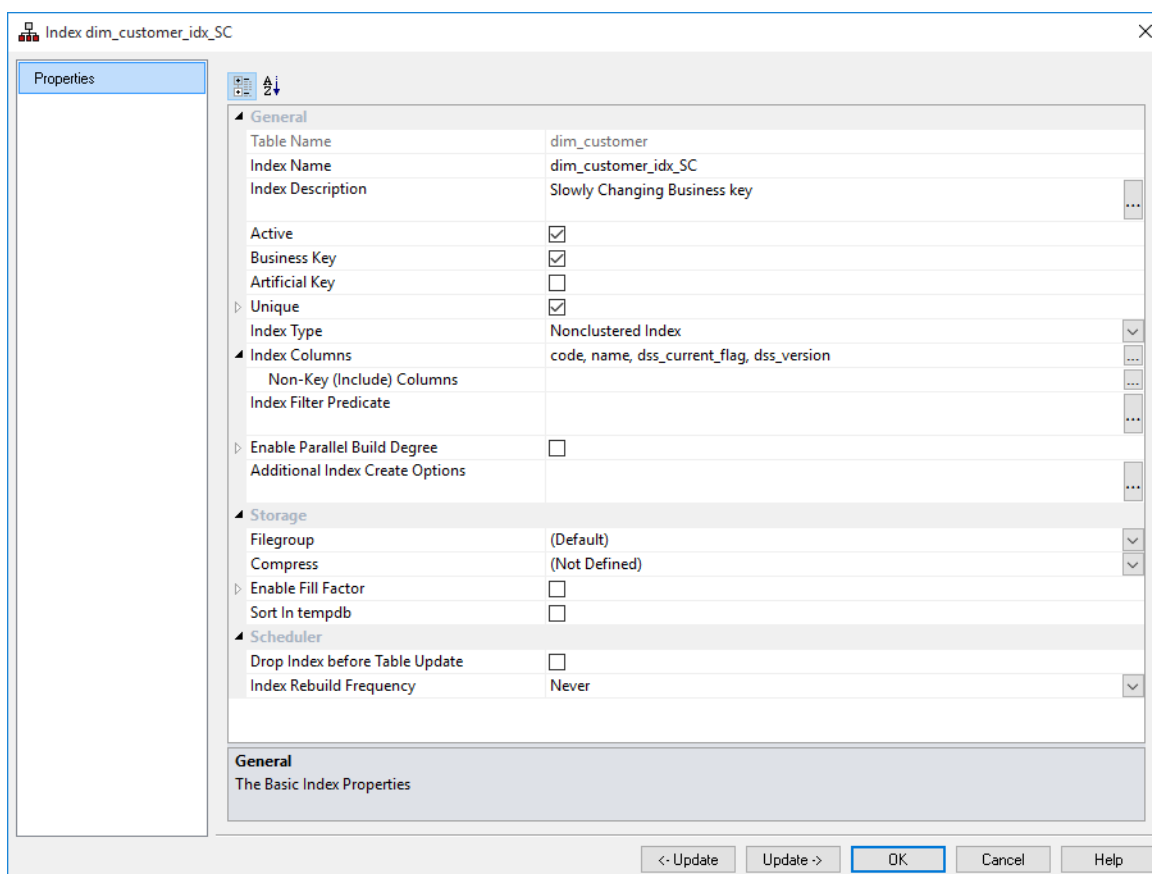 Index dim_customer_idx_SC
Properties
General
Table Name dim_customer
Index Name dim_customer_idx_SC
Index Description Slowly Changing Business key
...
Active
Business Key
Artificial Key
Unique
Index Type Nonclustered Index
Index Columns code, name, dss_current_flag, dss_version ...
Non-Key (Include) Columns ...
Index Filter Predicate
...
Enable Parallel Build Degree
Additional Index Create Options
...
Storage
Filegroup (Default)
Compress (Not Defined)
Enable Fill Factor
Sort In tempdb
Scheduler
Drop Index before Table Update
Index Rebuild Frequency Never
General
The Basic Index Properties
<- Update Update -> OK Cancel Help